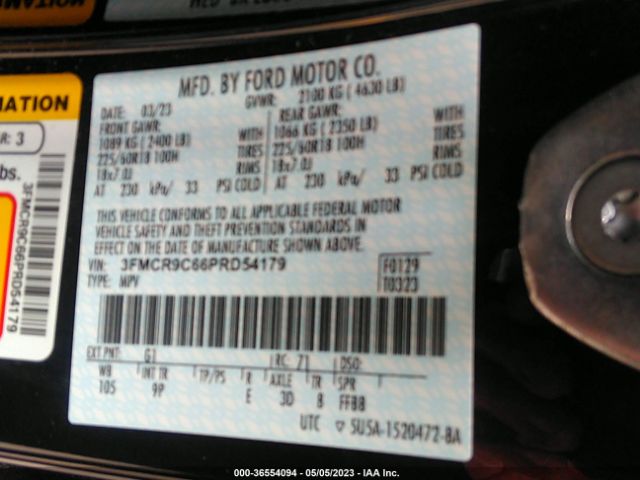 MFD. BY FORD MOTOR CO.
DATE: 03/23 GVWR: 2100 KG ( 4630 LB)
FRONT GAWR: REAR GAWR:
1089 KG ( 2400 LB) WITH 1066 KG ( 2350 LB) WITH
225/60R18 100H TIRES 225/60R18 100H TIRES
18x7.0J RIMS 18x7.0J RIMS
AT 230 kPa/ 33 PSI COLD AT 230 kPa/ 33 PSI COLD
THIS VEHICLE CONFORMS TO ALL APPLICABLE FEDERAL MOTOR
VEHICLE SAFETY AND THEFT PREVENTION STANDARDS IN
EFFECT ON THE DATE OF MANUFACTURE SHOWN ABOVE.
VIN: 3FMCR9C66PRD54179 F0129
TYPE: MPV T0323
EXT PNT: G1 RC: 71 DSO:
WB INT TR TP/PS R AXLE TR SPR
105 9P E 3D 8 FFBB
UTC ▽ 5USA-1520472-BA
MATION
R: 3
lbs.
3FMCR9C66PRD54179
000-36554094 - 05/05/2023 - IAA Inc.